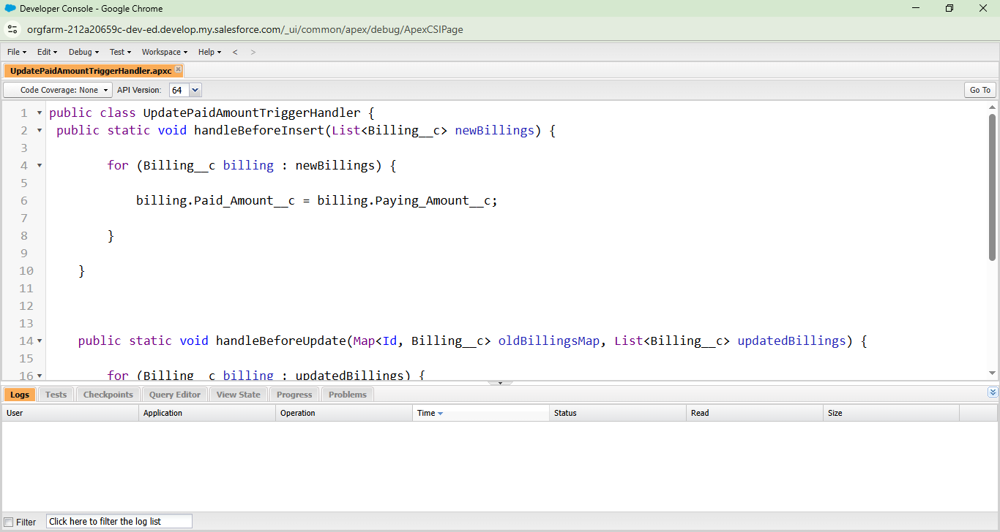 Developer Console - Google Chrome
orgfarm-212a20659c-dev-ed.develop.my.salesforce.com/_ui/common/apex/debug/ApexCSIPage
File Edit Debug Test Workspace Help < >
UpdatePaidAmountTriggerHandler.apxc
Code Coverage: None API Version: 64 Go To
1 public class UpdatePaidAmountTriggerHandler {
2 public static void handleBeforeInsert(List<Billing__c> newBillings) {
3
4 for (Billing__c billing : newBillings) {
5
6 billing.Paid_Amount__c = billing.Paying_Amount__c;
7
8 }
9
10 }
11
12
13
14 public static void handleBeforeUpdate(Map<Id, Billing__c> oldBillingsMap, List<Billing__c> updatedBillings) {
15
16 for (Billing__c billing : updatedBillings) {
Logs Tests Checkpoints Query Editor View State Progress Problems
User Application Operation Time Status Read Size
Filter Click here to filter the log list